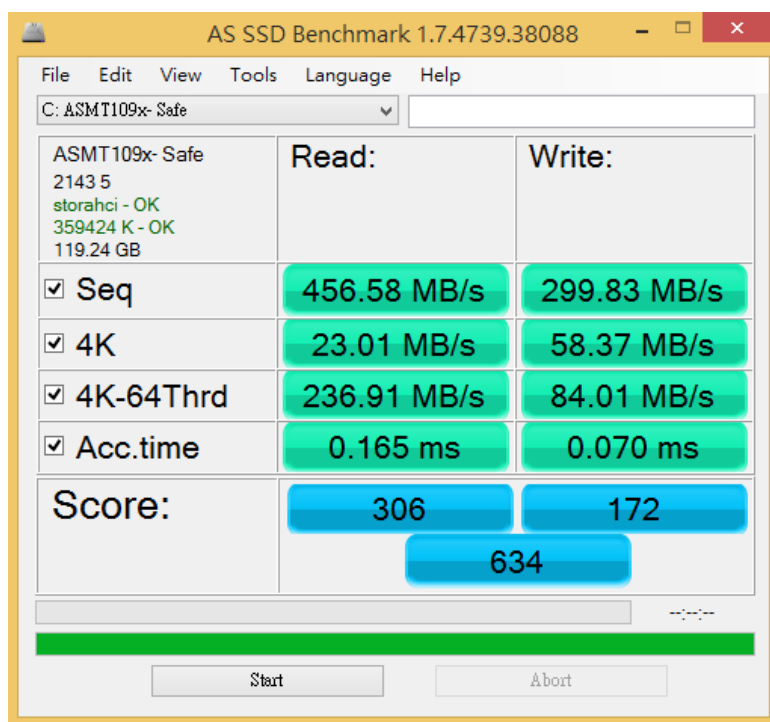 AS SSD Benchmark 1.7.4739.38088
File Edit View Tools Language Help
C: ASMT109x- Safe
ASMT109x- Safe
2143 5
storahci - OK
359424 K - OK
119.24 GB
Read: Write:
Seq 456.58 MB/s 299.83 MB/s
4K 23.01 MB/s 58.37 MB/s
4K-64Thrd 236.91 MB/s 84.01 MB/s
Acc.time 0.165 ms 0.070 ms
Score: 306 172
634
--:--:--
Start Abort